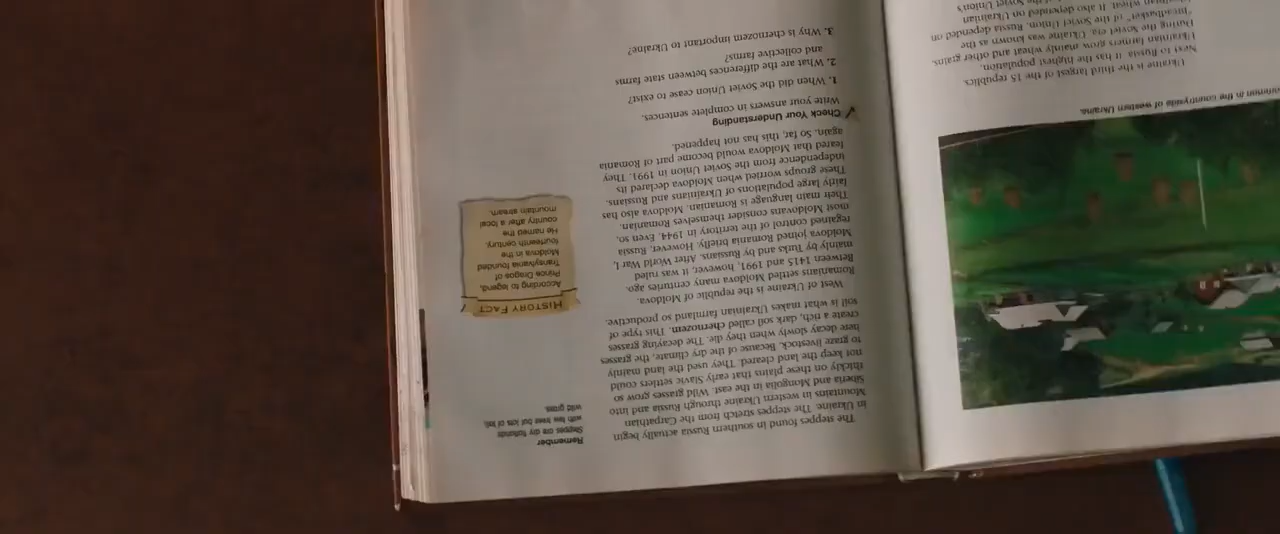 common in the countryside of western Ukraine.
Ukraine is the third largest of the 15 republics.
Next to Russia, it has the highest population.
Ukrainian farmers grow mainly wheat and other grains.
During the Soviet era, Ukraine was known as the
"Breadbasket" of the Soviet Union. Russia depended on
Ukrainian wheat. It also depended on Ukrainian
of the Soviet Union's
The steppes found in southern Russia actually begin
in Ukraine. The steppes stretch from the Carpathian
Mountains in western Ukraine through Russia and into
Siberia and Mongolia in the east. Wild grasses grow so
thickly on these plains that early Slavic settlers could
not keep the land cleared. They used the land mainly
to graze livestock. Because of the dry climate, the grasses
here decay slowly when they die. The decaying grasses
create a rich, dark soil called chernozem. This type of
soil is what makes Ukrainian farmland so productive.
West of Ukraine is the republic of Moldova.
Romanians settled Moldova many centuries ago.
Between 1415 and 1991, however, it was ruled
mainly by Turks and by Russians. After World War I,
Moldova joined Romania briefly. However, Russia
regained control of the territory in 1944. Even so,
most Moldovans consider themselves Romanian.
Their main language is Romanian. Moldova also has
fairly large populations of Ukrainians and Russians.
These groups worried when Moldova declared its
independence from the Soviet Union in 1991. They
feared that Moldova would become part of Romania
again. So far, this has not happened.
✓ Check Your Understanding
Write your answers in complete sentences.
1. When did the Soviet Union cease to exist?
2. What are the differences between state farms
and collective farms?
3. Why is chernozem important to Ukraine?
Remember
Steppes are dry flatlands
with few trees but lots of tall,
wild grass.
HISTORY FACT
According to legend,
Prince Dragos of
Transylvania founded
Moldova in the
fourteenth century.
He named the
country after a local
mountain stream.